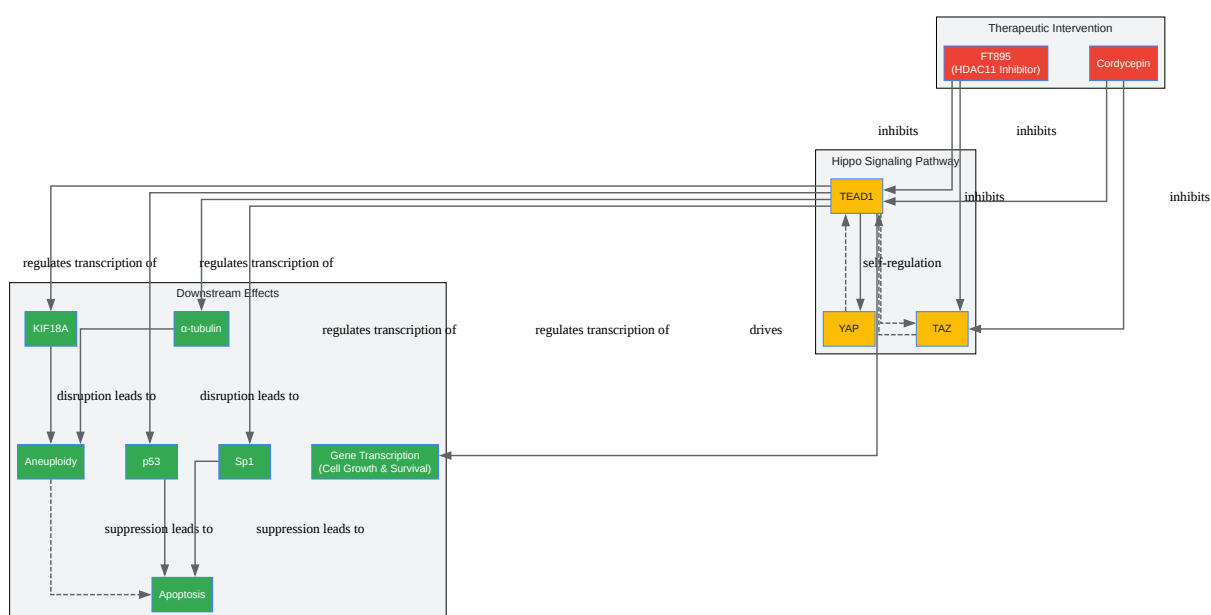 Therapeutic Intervention
FT895
(HDAC11 Inhibitor)
Cordycepin
inhibits
inhibits
Hippo Signaling Pathway
TEAD1
inhibits
inhibits
regulates transcription of
regulates transcription of
self-regulation
Downstream Effects
KIF18A
α-tubulin
regulates transcription of
regulates transcription of
drives
YAP
TAZ
disruption leads to
disruption leads to
Aneuploidy
p53
Sp1
Gene Transcription
(Cell Growth & Survival)
suppression leads to
suppression leads to
Apoptosis